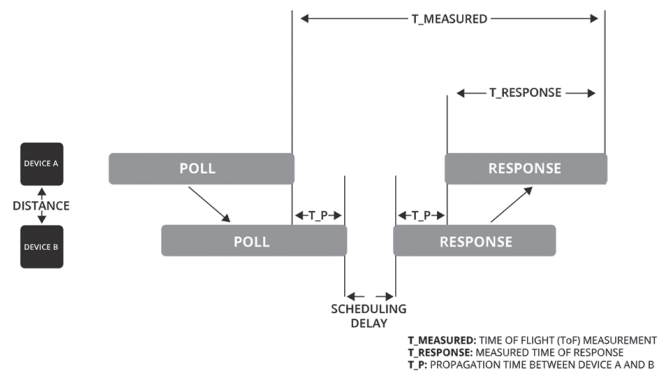 T_MEASURED
T_RESPONSE
DEVICE A
POLL
RESPONSE
DISTANCE
T_P
T_P
DEVICE B
POLL
RESPONSE
SCHEDULING
DELAY
T_MEASURED: TIME OF FLIGHT (ToF) MEASUREMENT
T_RESPONSE: MEASURED TIME OF RESPONSE
T_P: PROPAGATION TIME BETWEEN DEVICE A AND B